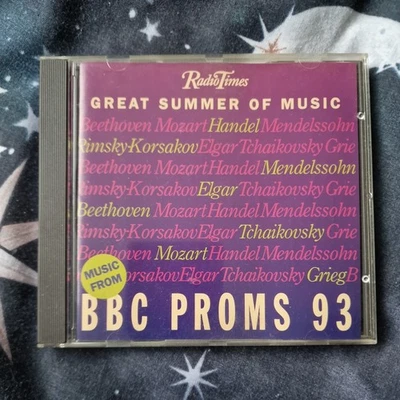 RadioTimes
GREAT SUMMER OF MUSIC
Beethoven Mozart Handel Mendelssohn
Rimsky-Korsakov Elgar Tchaikovsky Grie
Beethoven Mozart Handel Mendelssohn
Rimsky-Korsakov Elgar Tchaikovsky Grie
Beethoven Mozart Handel Mendelssohn
Rimsky-Korsakov Elgar Tchaikovsky Grie
Beethoven Mozart Handel Mendelssohn
Korsakov Elgar Tchaikovsky Grieg B
MUSIC
FROM
BBC PROMS 93